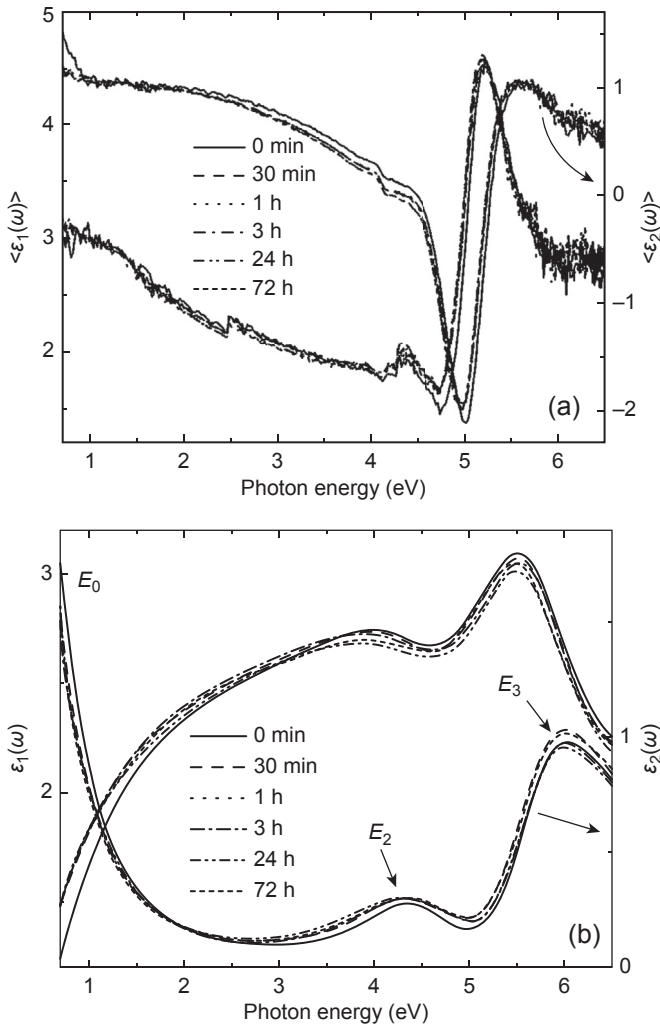 5
4
3
2
1
0
–1
–2
<ε1(ω)>
<ε2(ω)>
0 min
30 min
1 h
3 h
24 h
72 h
(a)
1 2 3 4 5 6
Photon energy (eV)
3
2
1
0
ε1(ω)
ε2(ω)
E0
E3
E2
0 min
30 min
1 h
3 h
24 h
72 h
(b)
1 2 3 4 5 6
Photon energy (eV)